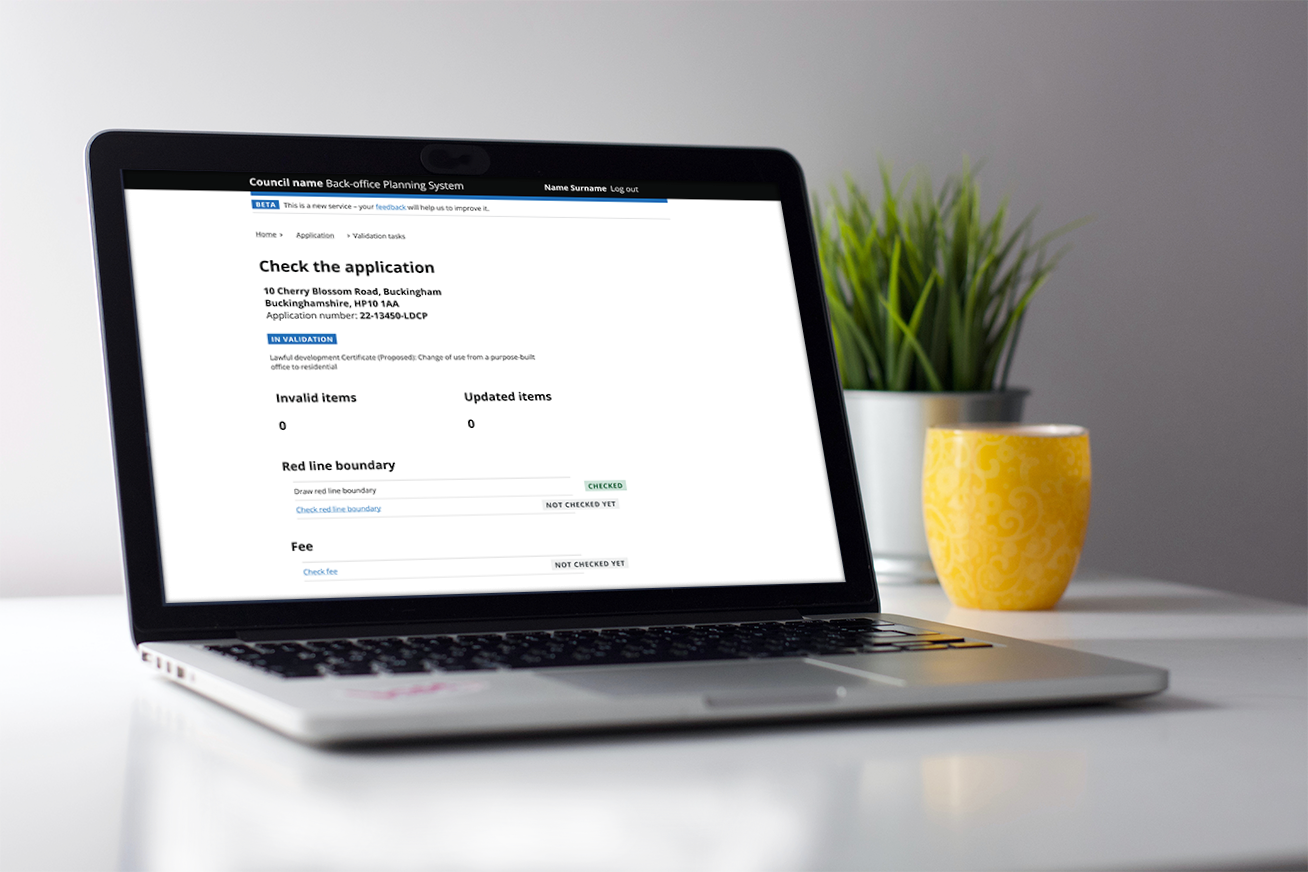 Council name Back-office Planning System Name Surname Log out
BETA This is a new service – your feedback will help us to improve it.
Home > Application > Validation tasks
Check the application
10 Cherry Blossom Road, Buckingham
Buckinghamshire, HP10 1AA
Application number: 22-13450-LDCP
IN VALIDATION
Lawful development Certificate (Proposed): Change of use from a purpose-built
office to residential
Invalid items Updated items
0 0
Red line boundary
Draw red line boundary CHECKED
Check red line boundary NOT CHECKED YET
Fee
Check fee NOT CHECKED YET